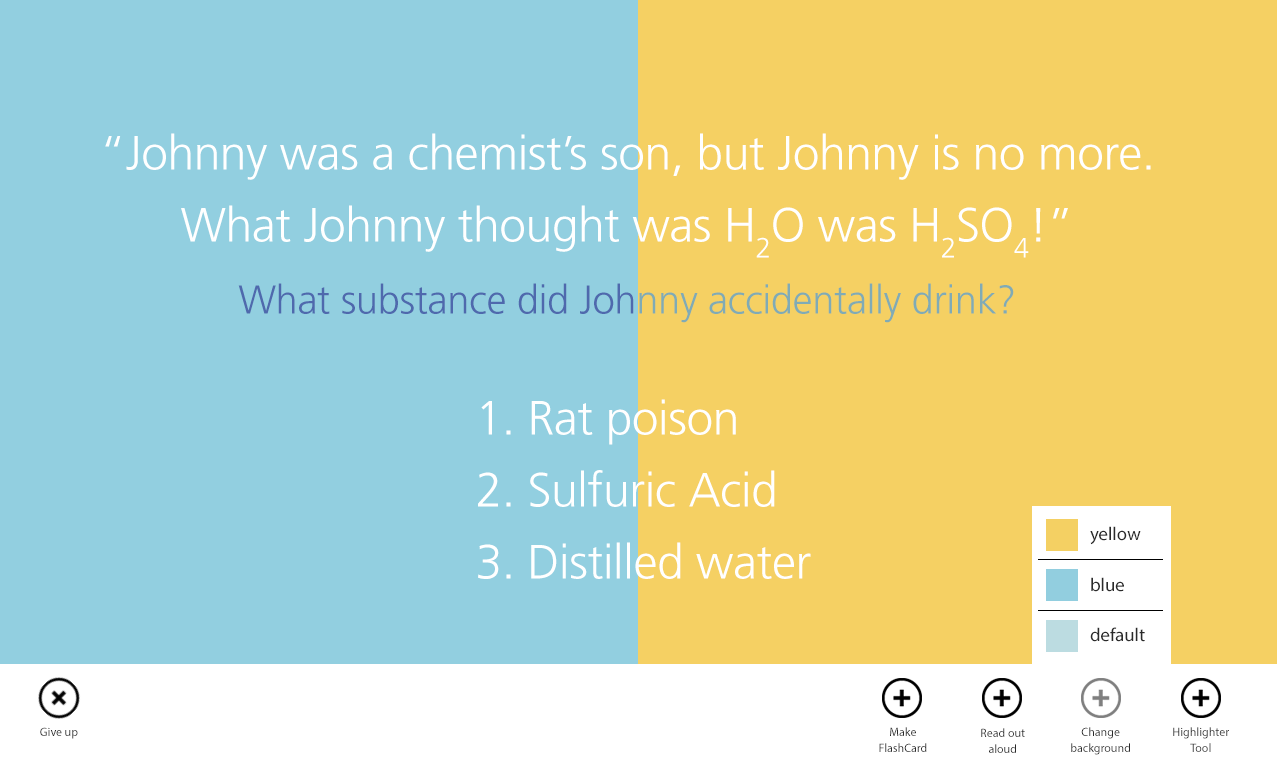 “Johnny was a chemist’s son, but Johnny is no more.
What Johnny thought was H₂O was H₂SO₄!”
What substance did Johnny accidentally drink?
1. Rat poison
2. Sulfuric Acid
3. Distilled water
yellow
blue
default
Give up
Make
FlashCard
Read out
aloud
Change
background
Highlighter
Tool